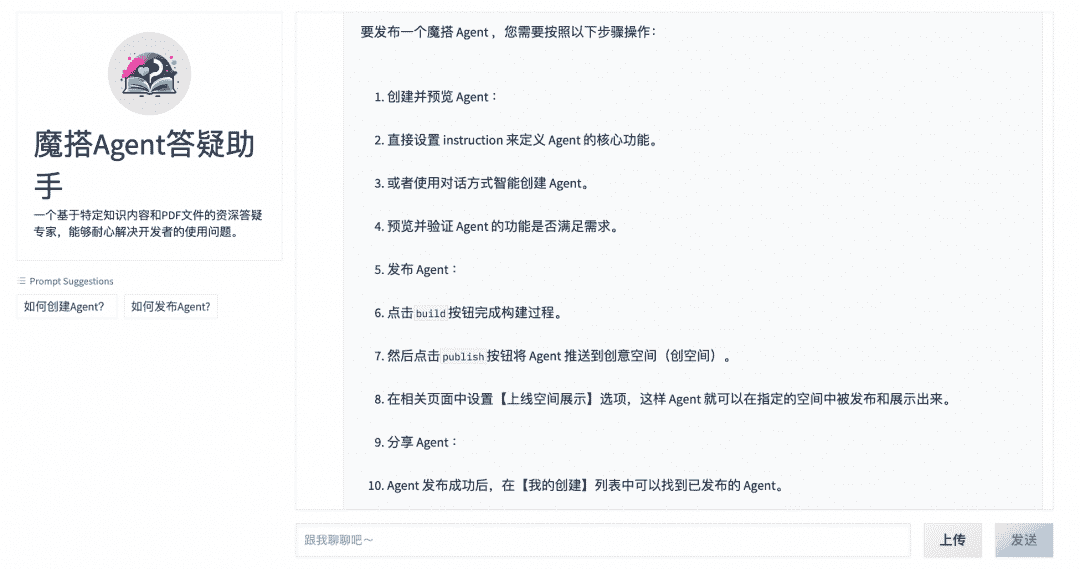 魔搭Agent答疑助
手
一个基于特定知识内容和PDF文件的资深答疑
专家，能够耐心解决开发者的使用问题。
Prompt Suggestions
如何创建Agent?
如何发布Agent?
要发布一个魔搭 Agent ，您需要按照以下步骤操作：
1. 创建并预览 Agent：
2. 直接设置 instruction 来定义 Agent 的核心功能。
3. 或者使用对话方式智能创建 Agent。
4. 预览并验证 Agent 的功能是否满足需求。
5. 发布 Agent：
6. 点击 build 按钮完成构建过程。
7. 然后点击 publish 按钮将 Agent 推送到创意空间（创空间）。
8. 在相关页面中设置【上线空间展示】选项，这样 Agent 就可以在指定的空间中被发布和展示出来。
9. 分享 Agent：
10. Agent 发布成功后，在【我的创建】列表中可以找到已发布的 Agent。
跟我聊聊吧～
上传
发送